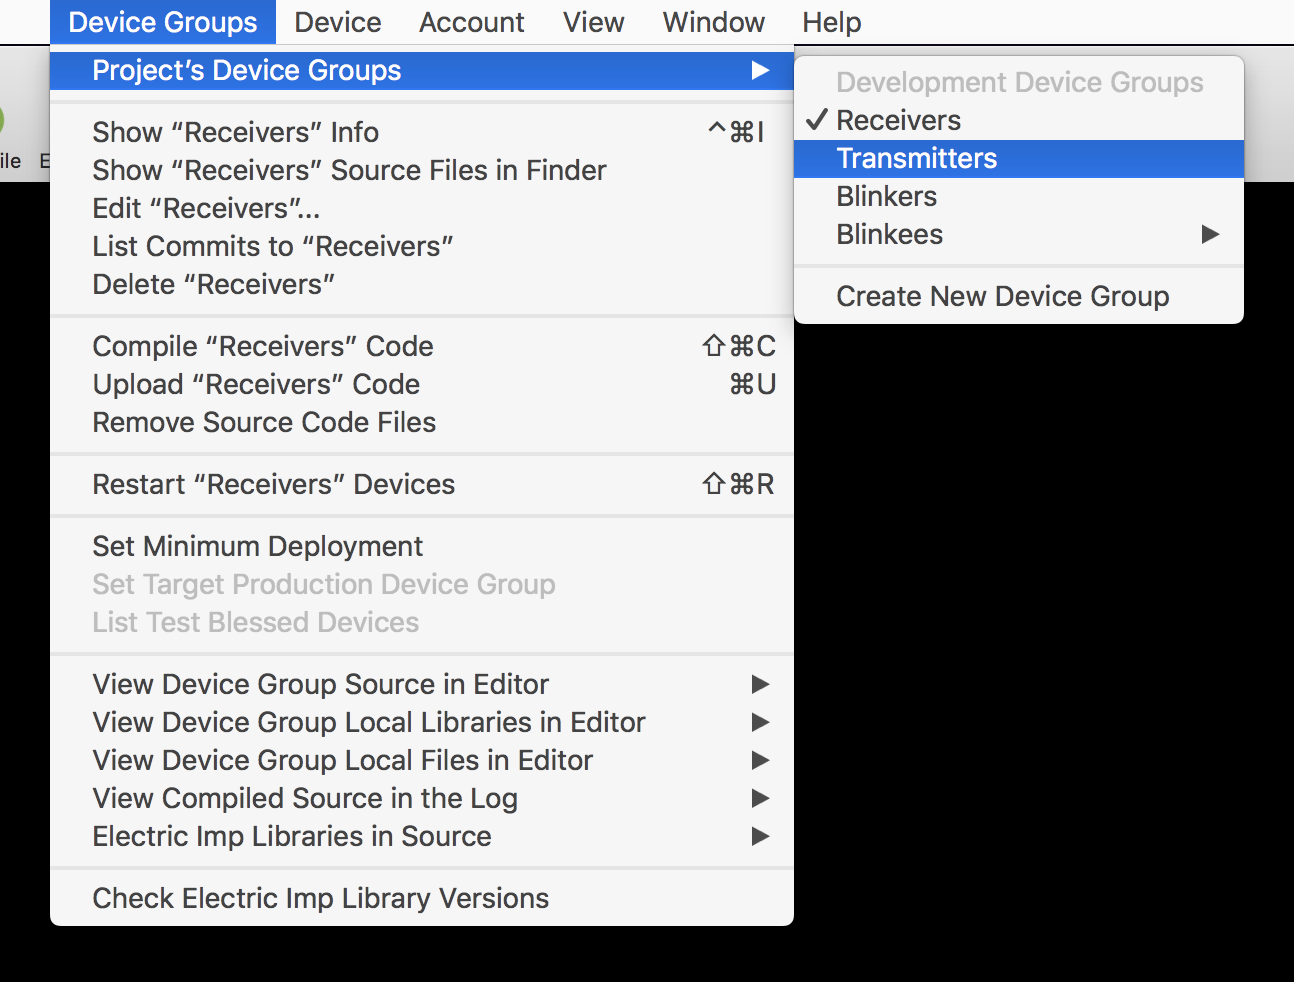 Device Groups Device Account View Window Help
Project’s Device Groups
Show “Receivers” Info ^⌘I
Show “Receivers” Source Files in Finder
Edit “Receivers”...
List Commits to “Receivers”
Delete “Receivers”
Compile “Receivers” Code ⇧⌘C
Upload “Receivers” Code ⌘U
Remove Source Code Files
Restart “Receivers” Devices ⇧⌘R
Set Minimum Deployment
Set Target Production Device Group
List Test Blessed Devices
View Device Group Source in Editor
View Device Group Local Libraries in Editor
View Device Group Local Files in Editor
View Compiled Source in the Log
Electric Imp Libraries in Source
Check Electric Imp Library Versions
Development Device Groups
✓ Receivers
Transmitters
Blinkers
Blinkees
Create New Device Group